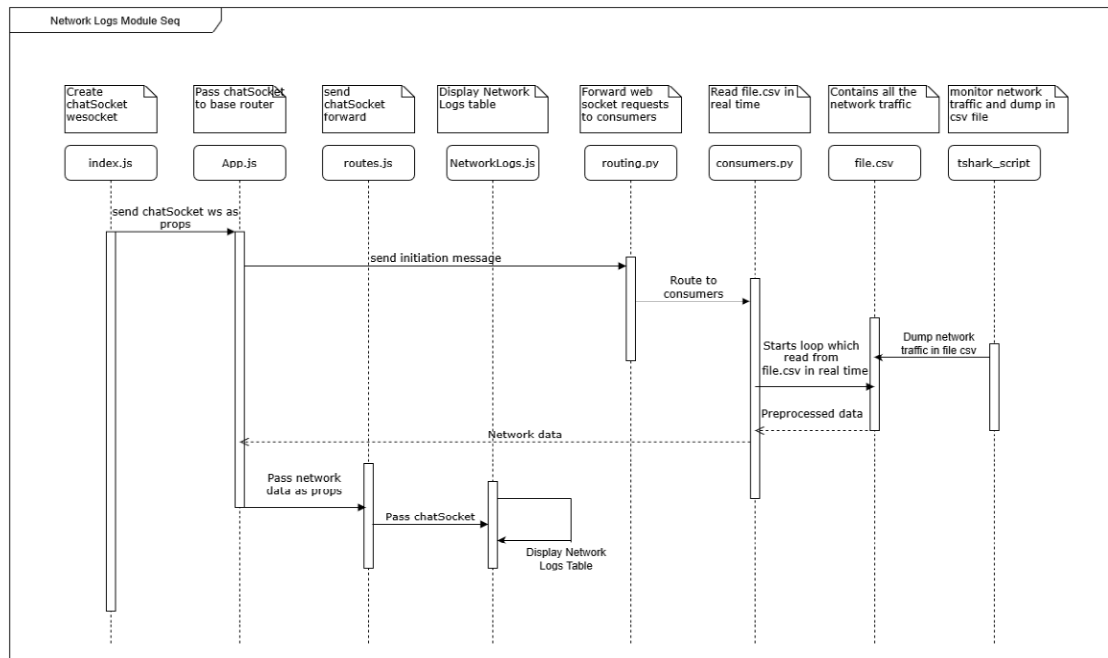 Network Logs Module Seq
Create
chatSocket
wesocket
Pass chatSocket
to base router
send
chatSocket
forward
Display Network
Logs table
Forward web
socket requests
to consumers
Read file.csv in
real time
Contains all the
network traffic
monitor network
traffic and dump in
csv file
index.js
App.js
routes.js
NetworkLogs.js
routing.py
consumers.py
file.csv
tshark_script
send chatSocket ws as
props
send initiation message
Route to
consumers
Dump network
traffic in file csv
Starts loop which
read from
file.csv in real time
Preprocessed data
Network data
Pass network
data as props
Pass chatSocket
Display Network
Logs Table